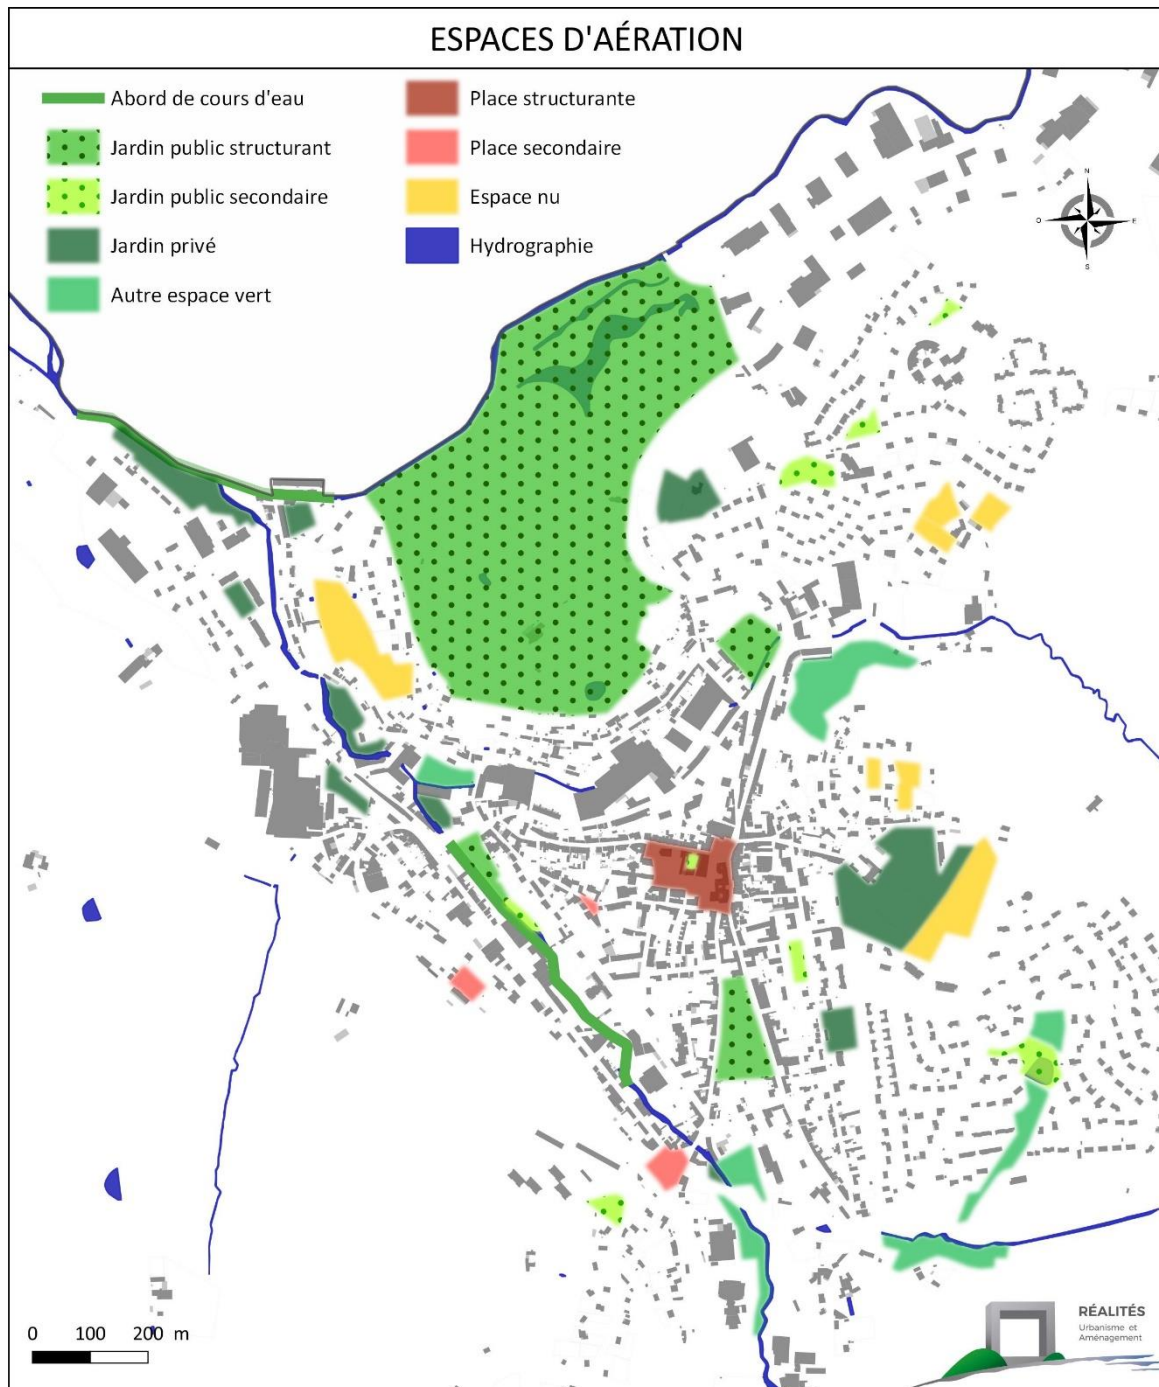 ESPACES D'AÉRATION
Abord de cours d'eau
Jardin public structurant
Jardin public secondaire
Jardin privé
Autre espace vert
Place structurante
Place secondaire
Espace nu
Hydrographie
N
O
E
S
0 100 200 m
RÉALITÉS
Urbanisme et
Aménagement